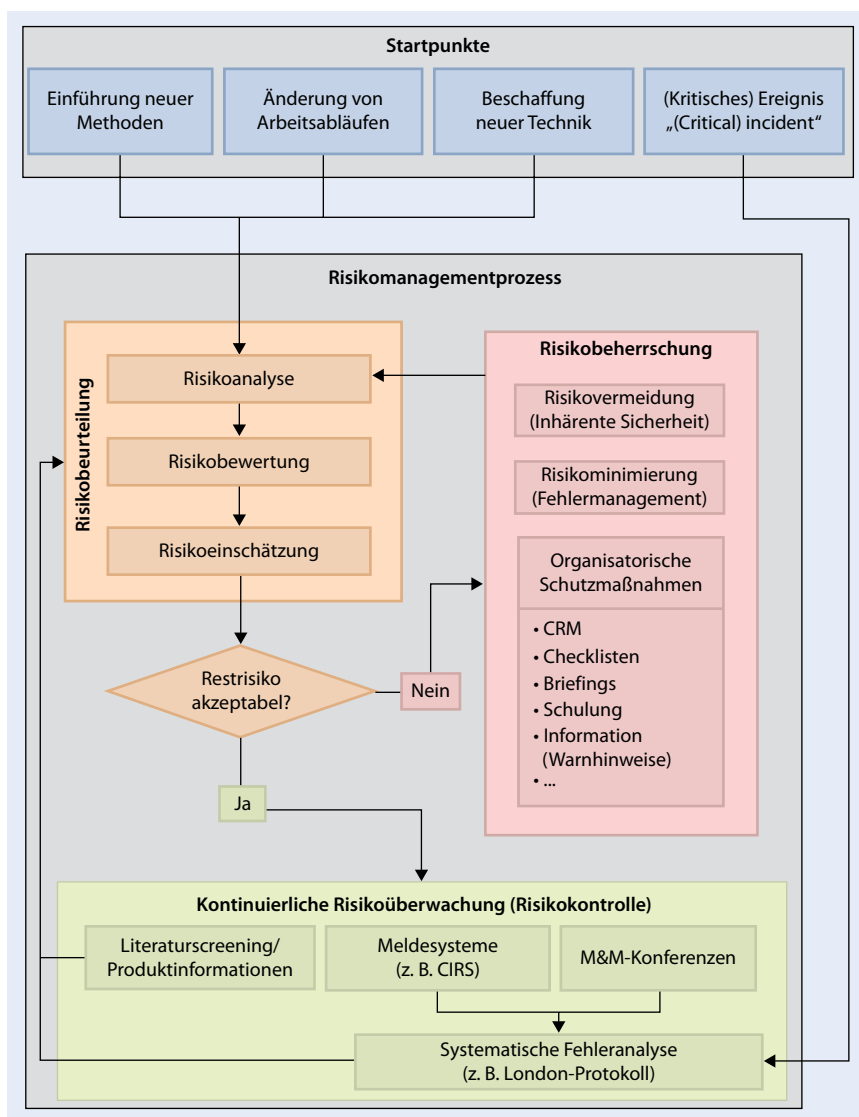 Startpunkte
Einführung neuer
Methoden
Änderung von
Arbeitsabläufen
Beschaffung
neuer Technik
(Kritisches) Ereignis
„(Critical) incident“
Risikomanagementprozess
Risikobeurteilung
Risikoanalyse
Risikobewertung
Risikoeinschätzung
Restrisiko
akzeptabel?
Nein
Ja
Risikobeherrschung
Risikovermeidung
(Inhärente Sicherheit)
Risikominimierung
(Fehlermanagement)
Organisatorische
Schutzmaßnahmen
• CRM
• Checklisten
• Briefings
• Schulung
• Information
(Warnhinweise)
• ...
Kontinuierliche Risikoüberwachung (Risikokontrolle)
Literaturscreening/
Produktinformationen
Meldesysteme
(z. B. CIRS)
M&M-Konferenzen
Systematische Fehleranalyse
(z. B. London-Protokoll)